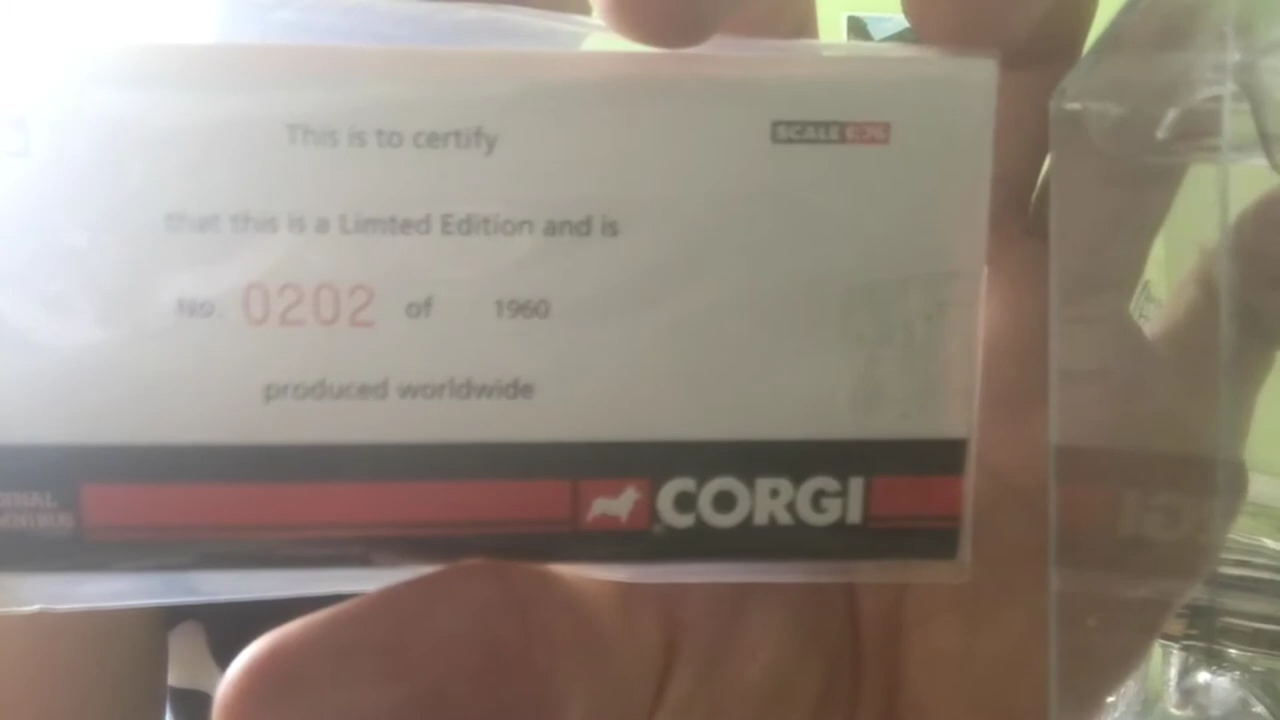 This is to certify
SCALE 1:76
that this is a Limted Edition and is
No. 0202 of 1960
produced worldwide
CORGI